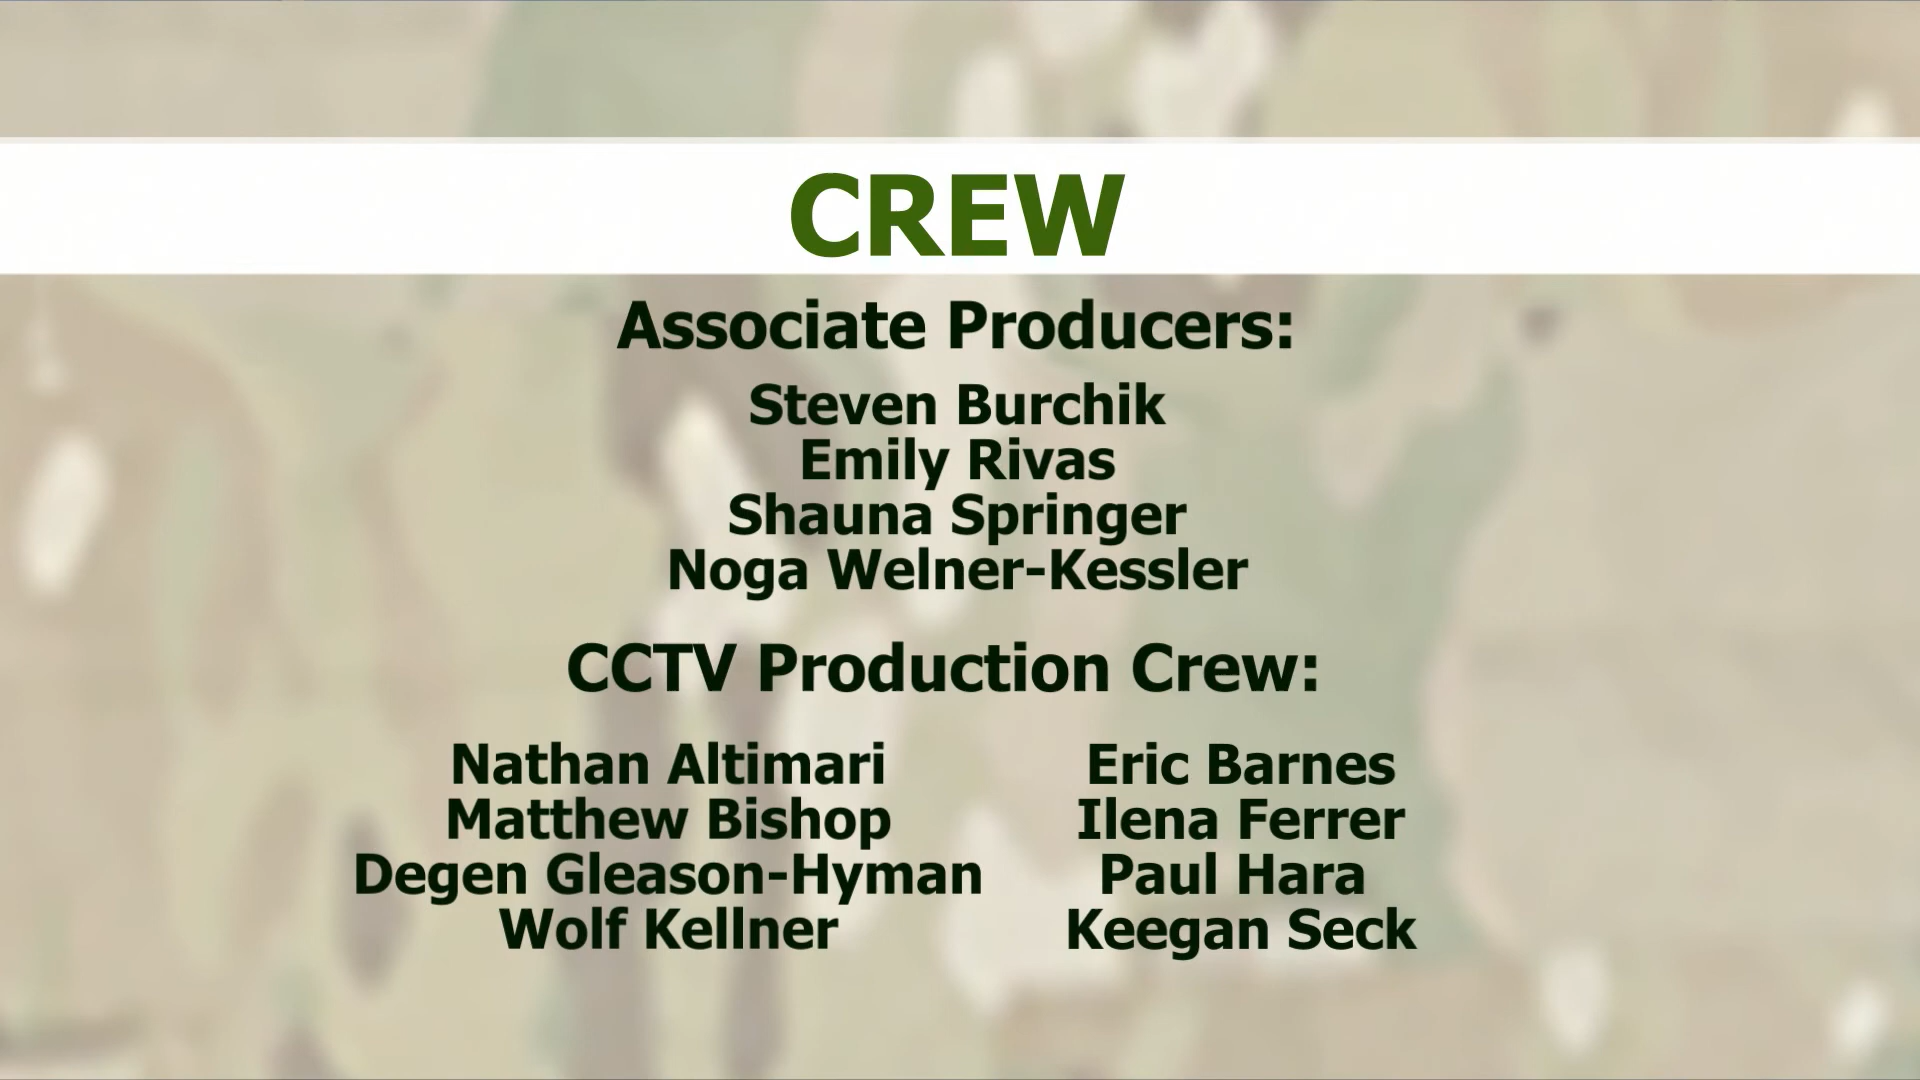 CREW
Associate Producers:
Steven Burchik
Emily Rivas
Shauna Springer
Noga Welner-Kessler
CCTV Production Crew:
Nathan Altimari
Matthew Bishop
Degen Gleason-Hyman
Wolf Kellner
Eric Barnes
Ilena Ferrer
Paul Hara
Keegan Seck